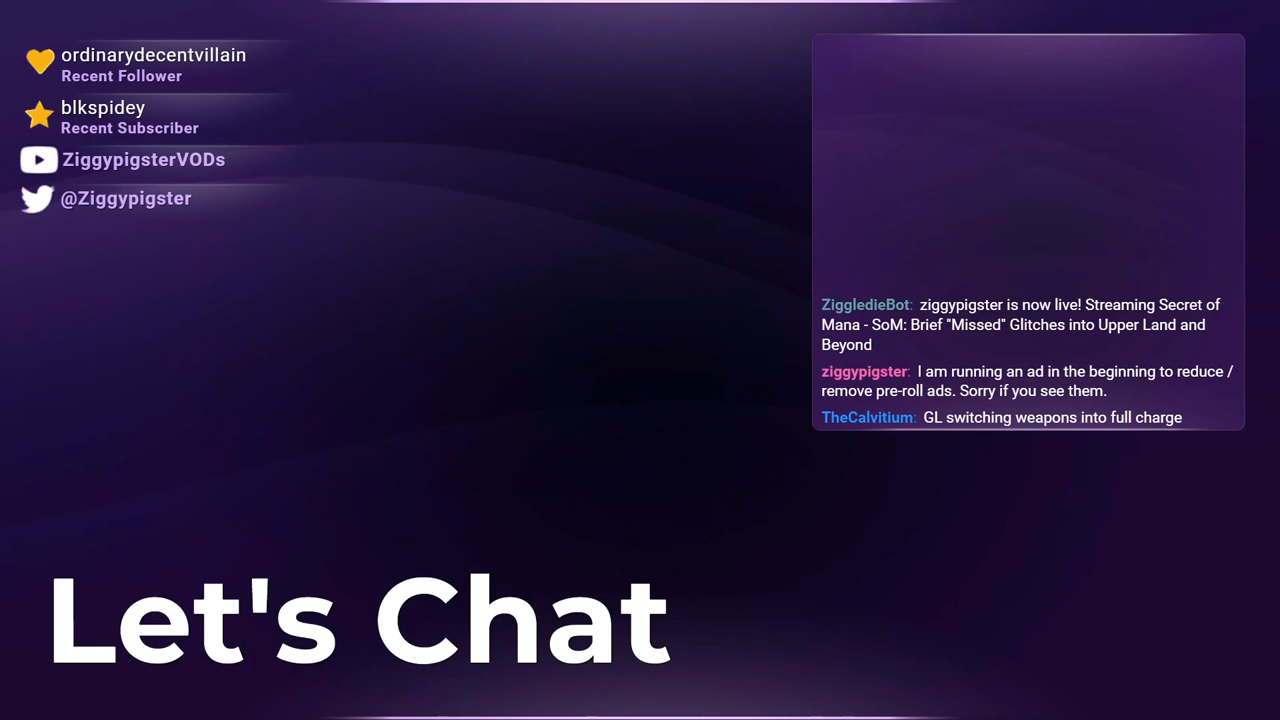 ordinarydecentvillain
Recent Follower
blkspidey
Recent Subscriber
ZiggypigsterVODs
@Ziggypigster
ZiggledieBot: ziggypigster is now live! Streaming Secret of
Mana - SoM: Brief "Missed" Glitches into Upper Land and
Beyond
ziggypigster: I am running an ad in the beginning to reduce /
remove pre-roll ads. Sorry if you see them.
TheCalvitium: GL switching weapons into full charge
Let's Chat